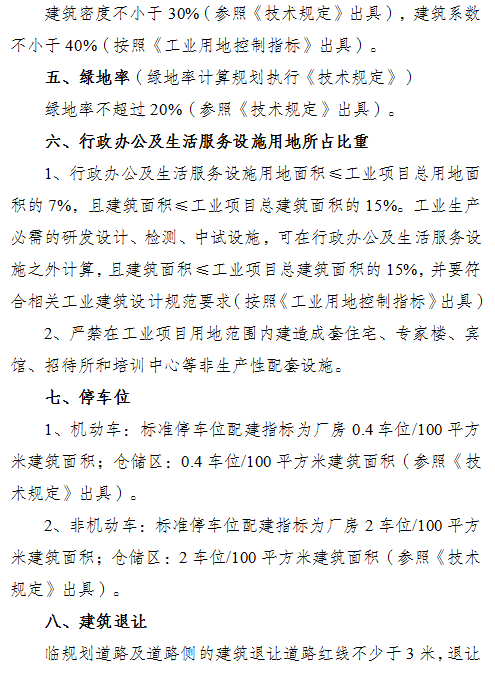 建筑密度不小于 30%（参照《技术规定》出具），建筑系数
不小于 40%（按照《工业用地控制指标》出具）。
五、绿地率（绿地率计算规划执行《技术规定》）
绿地率不超过 20%（参照《技术规定》出具）。
六、行政办公及生活服务设施用地所占比重
1、行政办公及生活服务设施用地面积≤工业项目总用地面
积的 7%，且建筑面积≤工业项目总建筑面积的 15%。工业生产
必需的研发设计、检测、中试设施，可在行政办公及生活服务设
施之外计算，且建筑面积≤工业项目总建筑面积的 15%，并要符
合相关工业建筑设计规范要求（按照《工业用地控制指标》出具）
2、严禁在工业项目用地范围内建造成套住宅、专家楼、宾
馆、招待所和培训中心等非生产性配套设施。
七、停车位
1、机动车：标准停车位配建指标为厂房 0.4 车位/100 平方
米建筑面积；仓储区：0.4 车位/100 平方米建筑面积（参照《技
术规定》出具）。
2、非机动车：标准停车位配建指标为厂房 2 车位/100 平方
米建筑面积；仓储区：2 车位/100 平方米建筑面积（参照《技术
规定》出具）。
八、建筑退让
临规划道路及道路侧的建筑退让道路红线不少于 3 米，退让